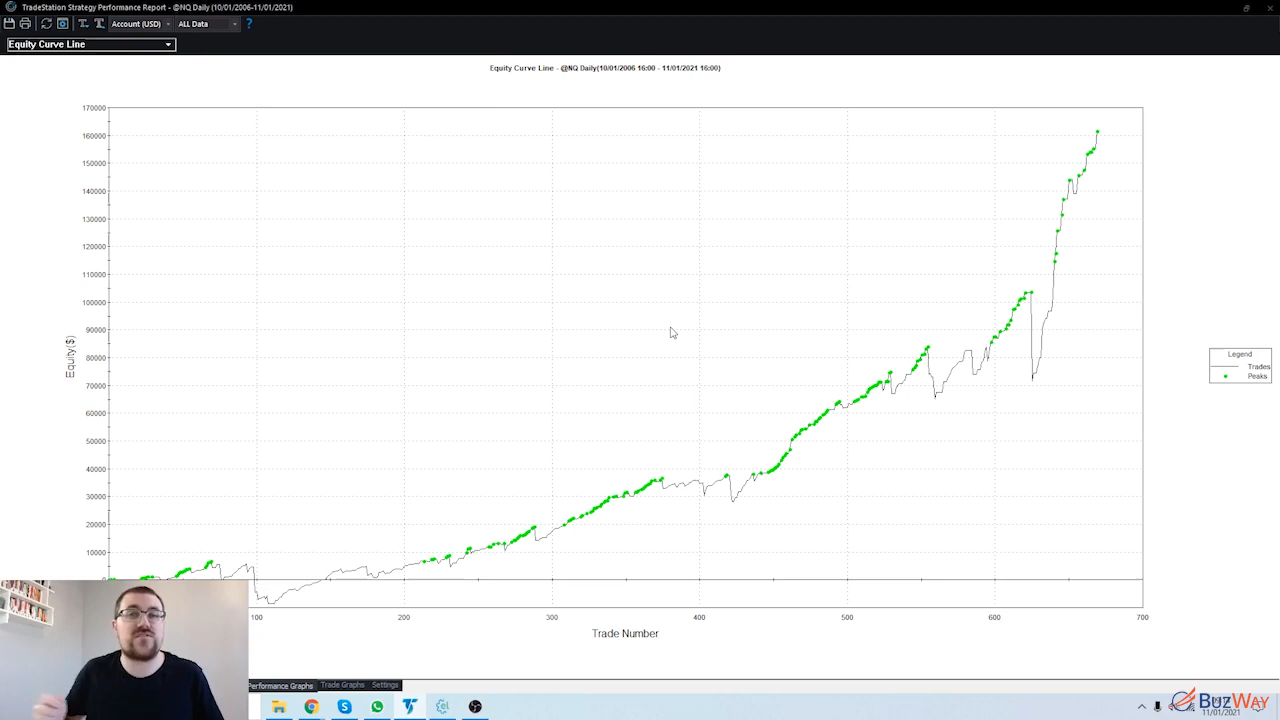 TradeStation Strategy Performance Report - @NQ Daily (10/01/2006-11/01/2021)
Account (USD) ALL Data ?
Equity Curve Line
Equity Curve Line - @NQ Daily(10/01/2006 16:00 - 11/01/2021 16:00)
170000
160000
150000
140000
130000
120000
110000
100000
90000
80000
70000
60000
50000
40000
30000
20000
10000
Equity($)
Legend
Trades
Peaks
100 200 300 400 500 600 700
Trade Number
Performance Graphs Trade Graphs Settings
BuzWay
11/01/2021